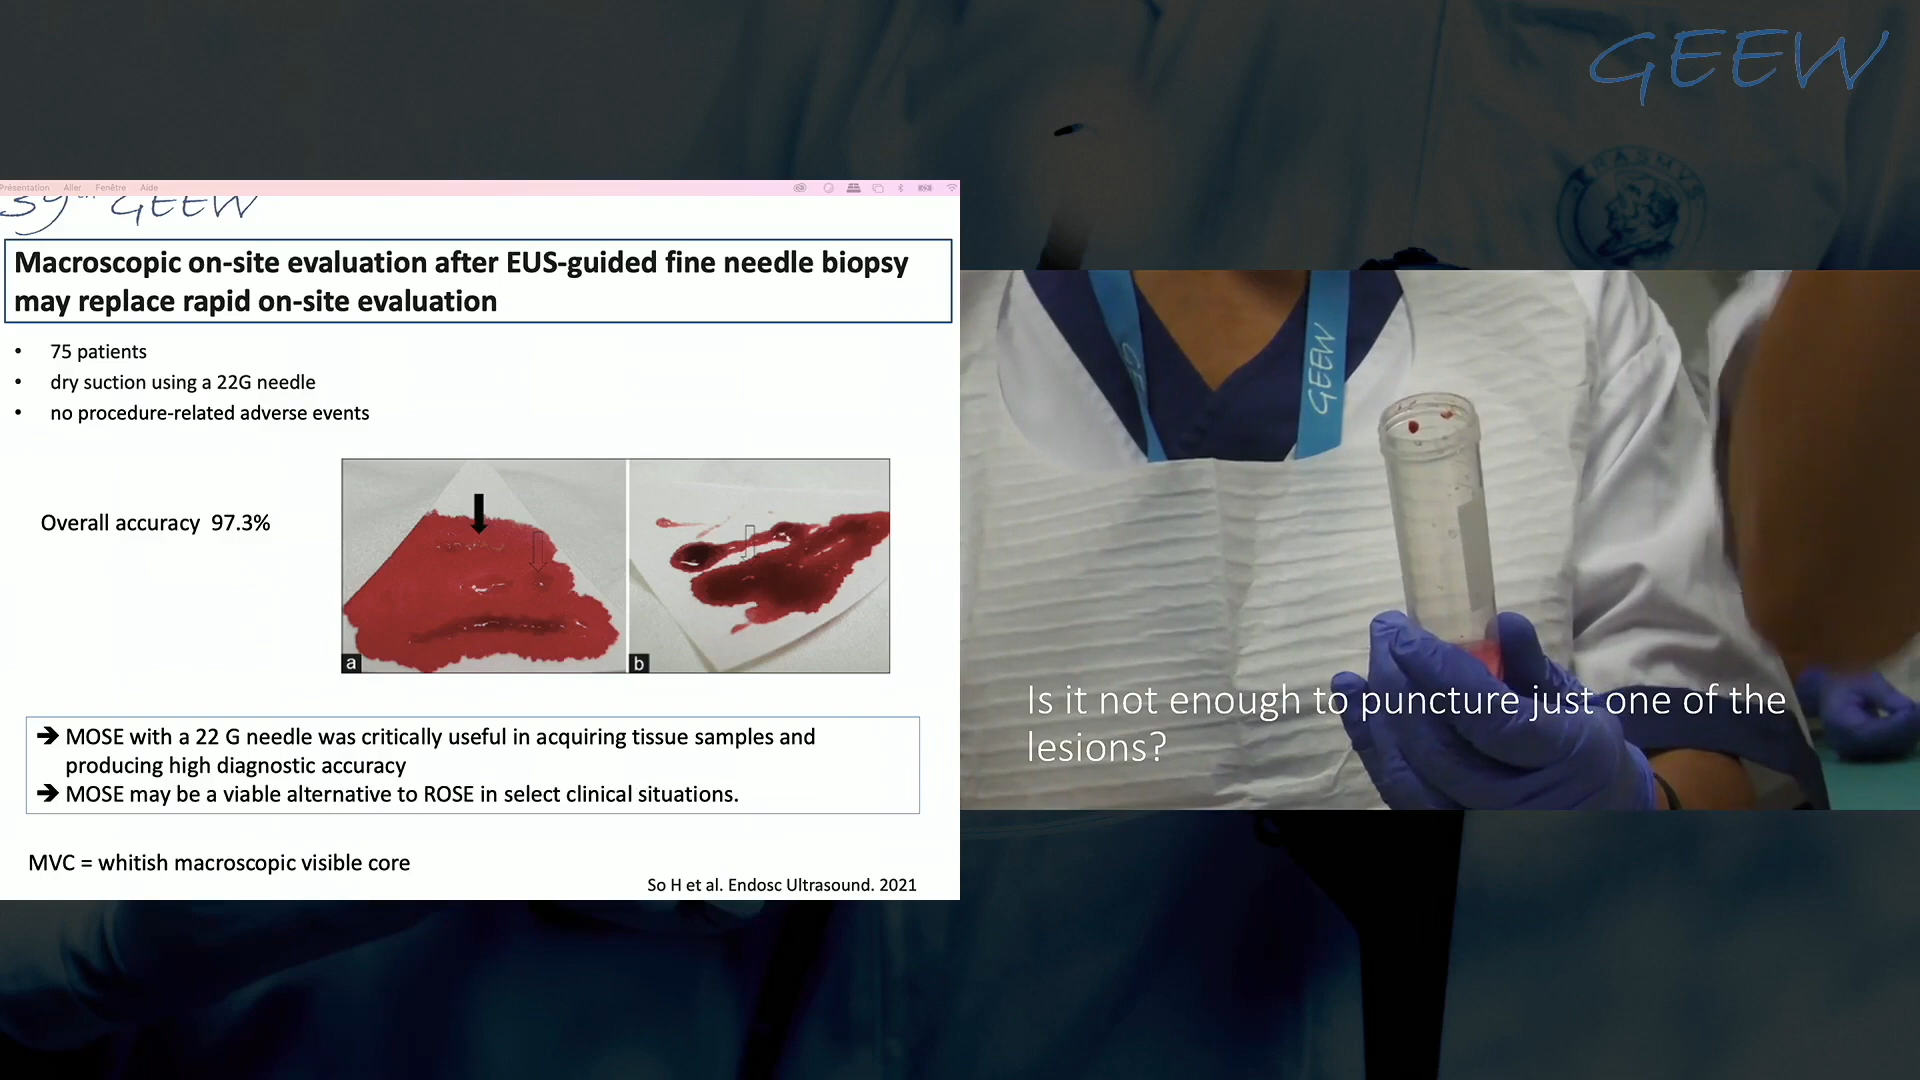 GEEW
ERASMVS
Présentation Aller Fenêtre Aide
39th GEEW
Macroscopic on-site evaluation after EUS-guided fine needle biopsy
may replace rapid on-site evaluation
• 75 patients
• dry suction using a 22G needle
• no procedure-related adverse events
Overall accuracy 97.3%
a
b
GEEW
➔ MOSE with a 22 G needle was critically useful in acquiring tissue samples and
producing high diagnostic accuracy
➔ MOSE may be a viable alternative to ROSE in select clinical situations.
MVC = whitish macroscopic visible core
So H et al. Endosc Ultrasound. 2021
Is it not enough to puncture just one of the
lesions?